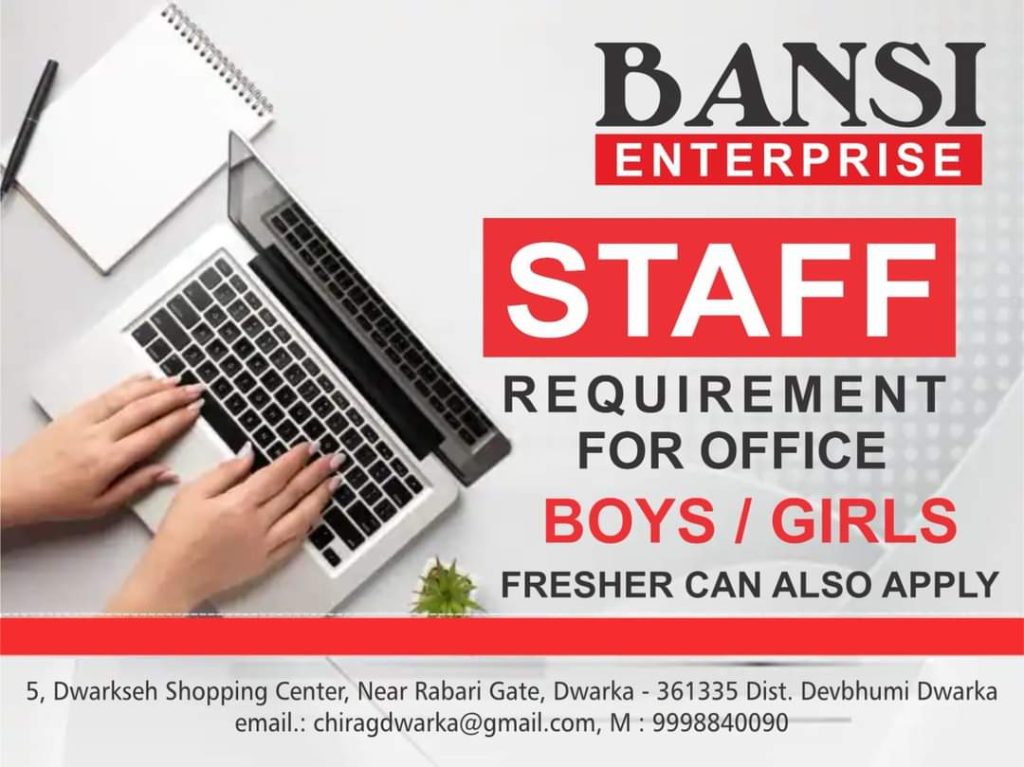 BANSI
ENTERPRISE
STAFF
REQUIREMENT
FOR OFFICE
BOYS / GIRLS
FRESHER CAN ALSO APPLY
5, Dwarkseh Shopping Center, Near Rabari Gate, Dwarka - 361335 Dist. Devbhumi Dwarka
email.: chiragdwarka@gmail.com, M : 9998840090